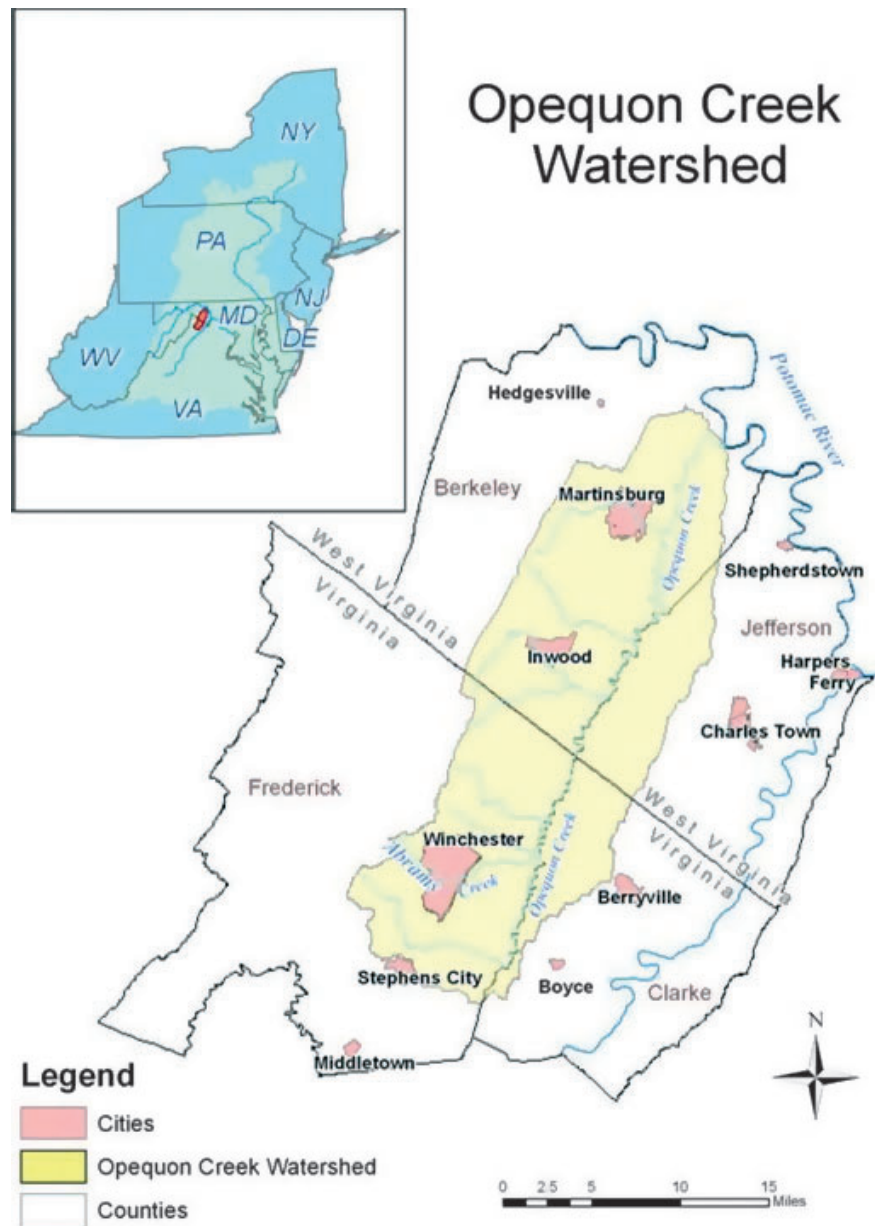 Opequon Creek
Watershed
NY
PA
NJ
MD
DE
WV
VA
Potomac River
Hedgesville
Berkeley
Martinsburg
Opequon Creek
West Virginia
Virginia
Shepherdstown
Jefferson
Inwood
Harpers
Ferry
Charles Town
Frederick
West Virginia
Virginia
Winchester
Abrams
Creek
Opequon Creek
Berryville
Stephens City
Boyce
Clarke
Middletown
N
Legend
Cities
Opequon Creek Watershed
Counties
0 2.5 5 10 15
Miles